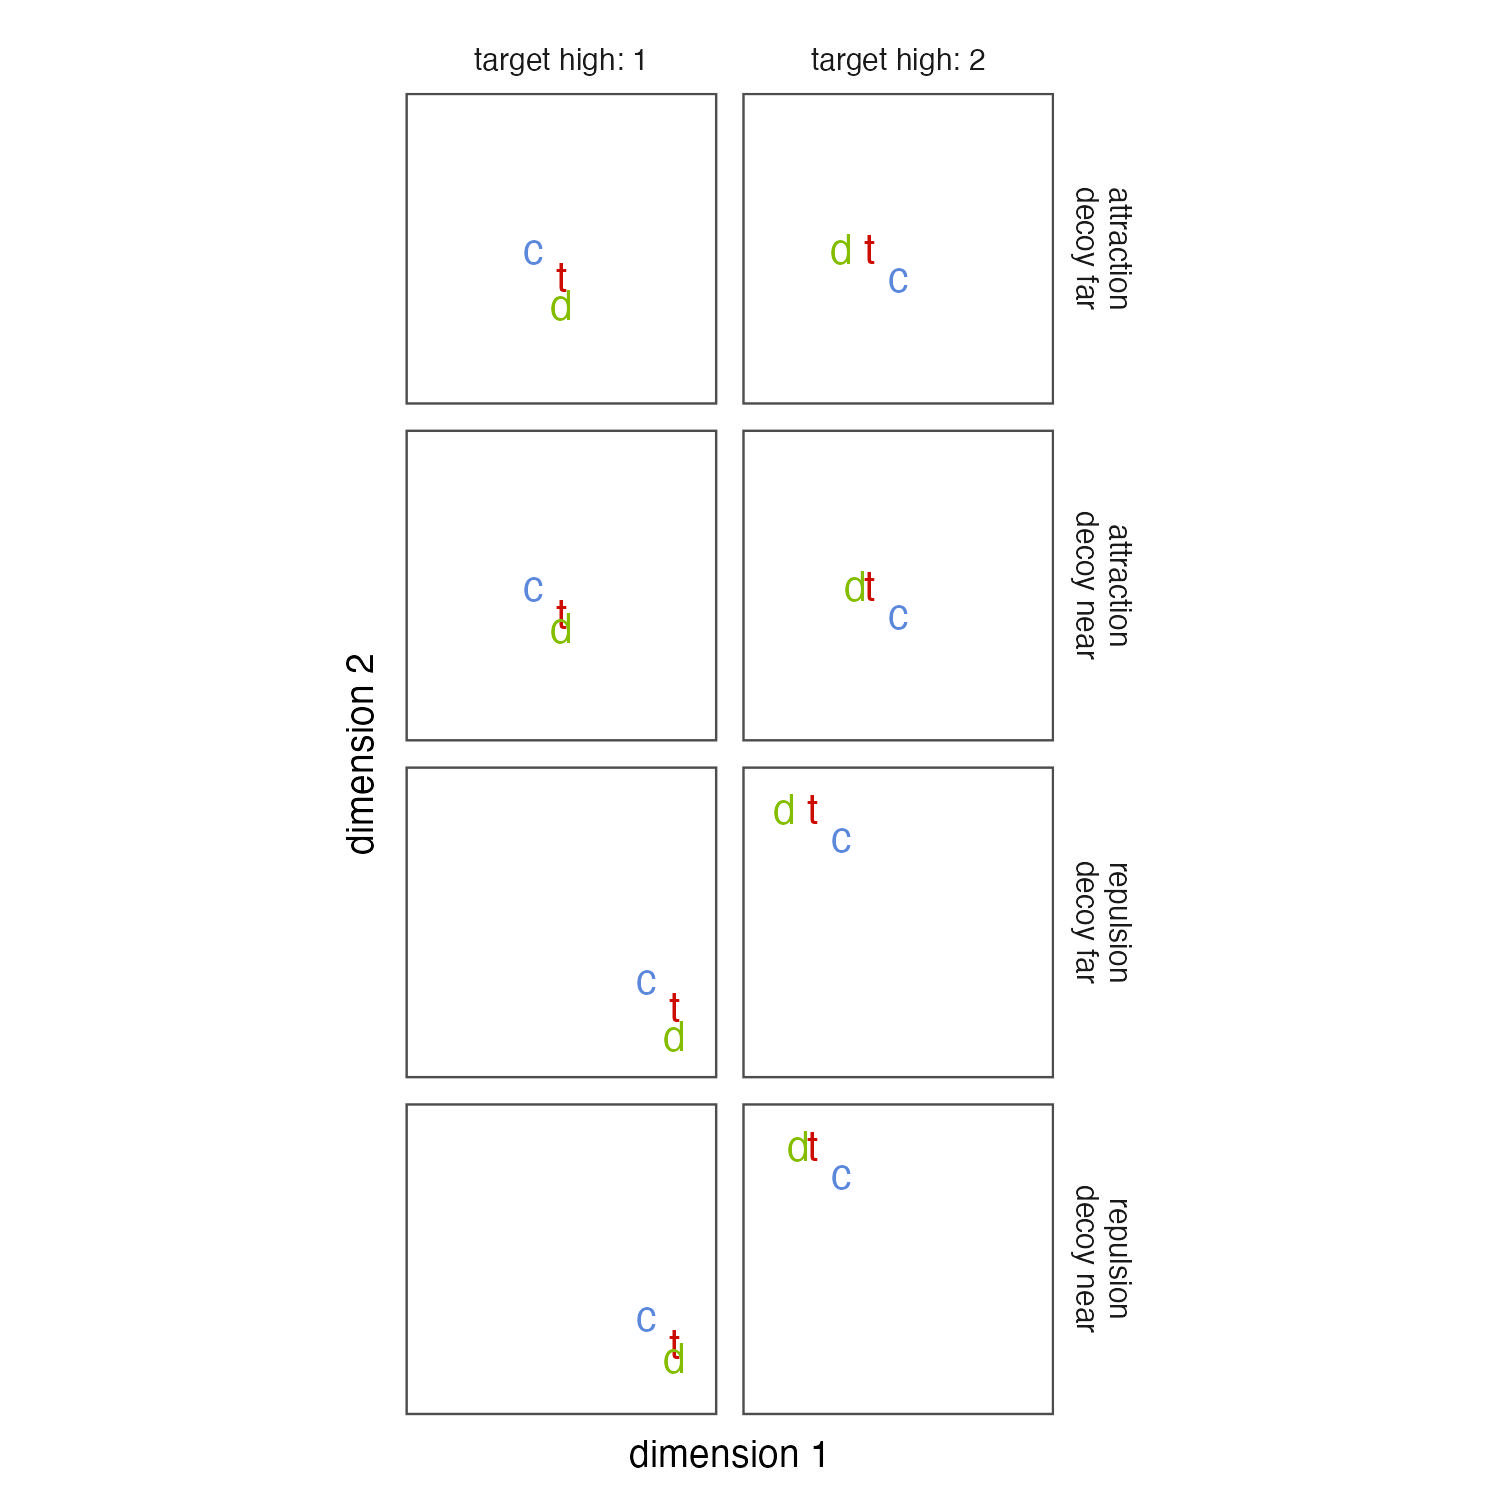 target high: 1
target high: 2
c
t
d
d t
c
attraction
decoy far
c
t
d
dt
c
attraction
decoy near
dimension 2
c
t
d
d t
c
repulsion
decoy far
c
t
d
dt
c
repulsion
decoy near
dimension 1